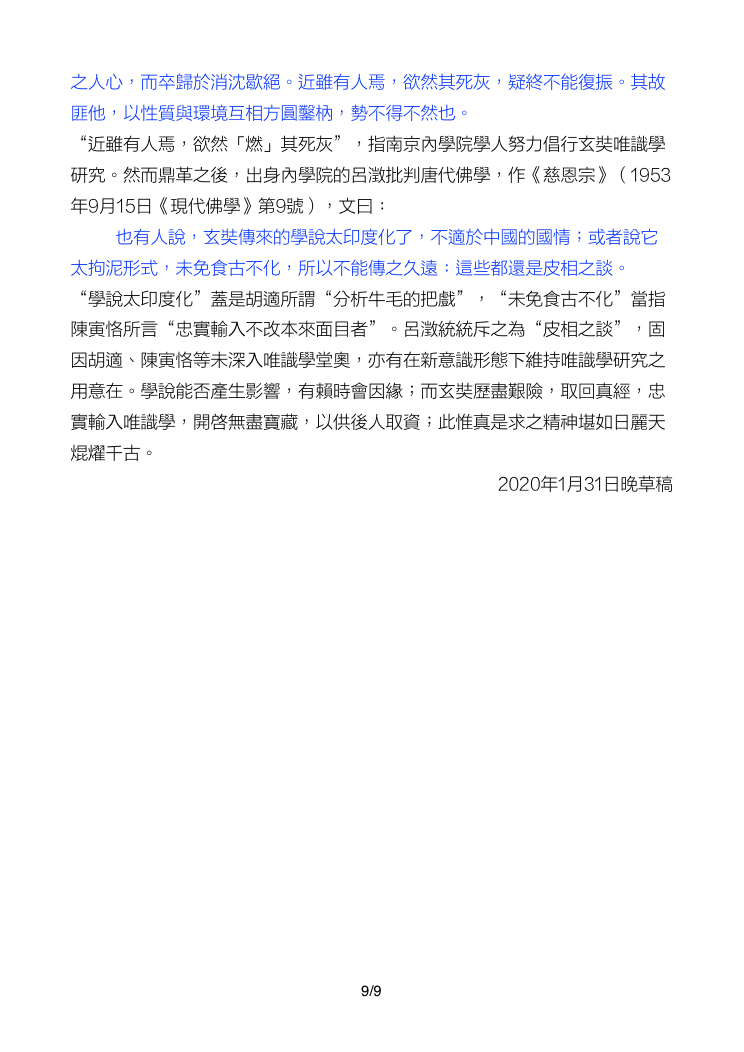 之人心，而卒歸於消沈歇絕。近雖有人焉，欲然其死灰，疑終不能復振。其故
匪他，以性質與環境互相方圓鑿枘，勢不得不然也。
“近雖有人焉，欲然「燃」其死灰”，指南京內學院學人努力倡行玄奘唯識學
研究。然而鼎革之後，出身內學院的呂澂批判唐代佛學，作《慈恩宗》（1953
年9月15日《現代佛學》第9號），文曰：
也有人說，玄奘傳來的學說太印度化了，不適於中國的國情；或者說它
太拘泥形式，未免食古不化，所以不能傳之久遠：這些都還是皮相之談。
“學說太印度化”蓋是胡適所謂“分析牛毛的把戲”，“未免食古不化”當指
陳寅恪所言“忠實輸入不改本來面目者”。呂澂統統斥之為“皮相之談”，固
因胡適、陳寅恪等未深入唯識學堂奧，亦有在新意識形態下維持唯識學研究之
用意在。學說能否產生影響，有賴時會因緣；而玄奘歷盡艱險，取回真經，忠
實輸入唯識學，開啓無盡寶藏，以供後人取資；此惟真是求之精神堪如日麗天
焜燿千古。
2020年1月31日晚草稿
9/9